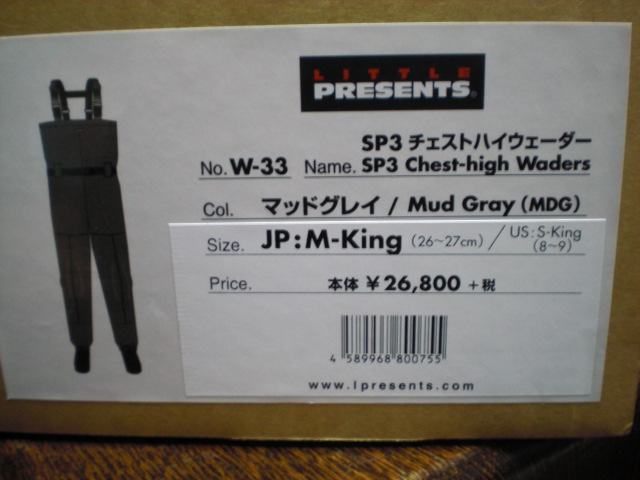 LITTLE
PRESENTS®
SP3 チェストハイウェーダー
No. W-33 Name. SP3 Chest-high Waders
Col. マッドグレイ / Mud Gray (MDG)
Size. JP:M-King (26~27cm) / US:S-King (8~9)
Price. 本体 ¥26,800 +税
4 589968 800755
www.lpresents.com